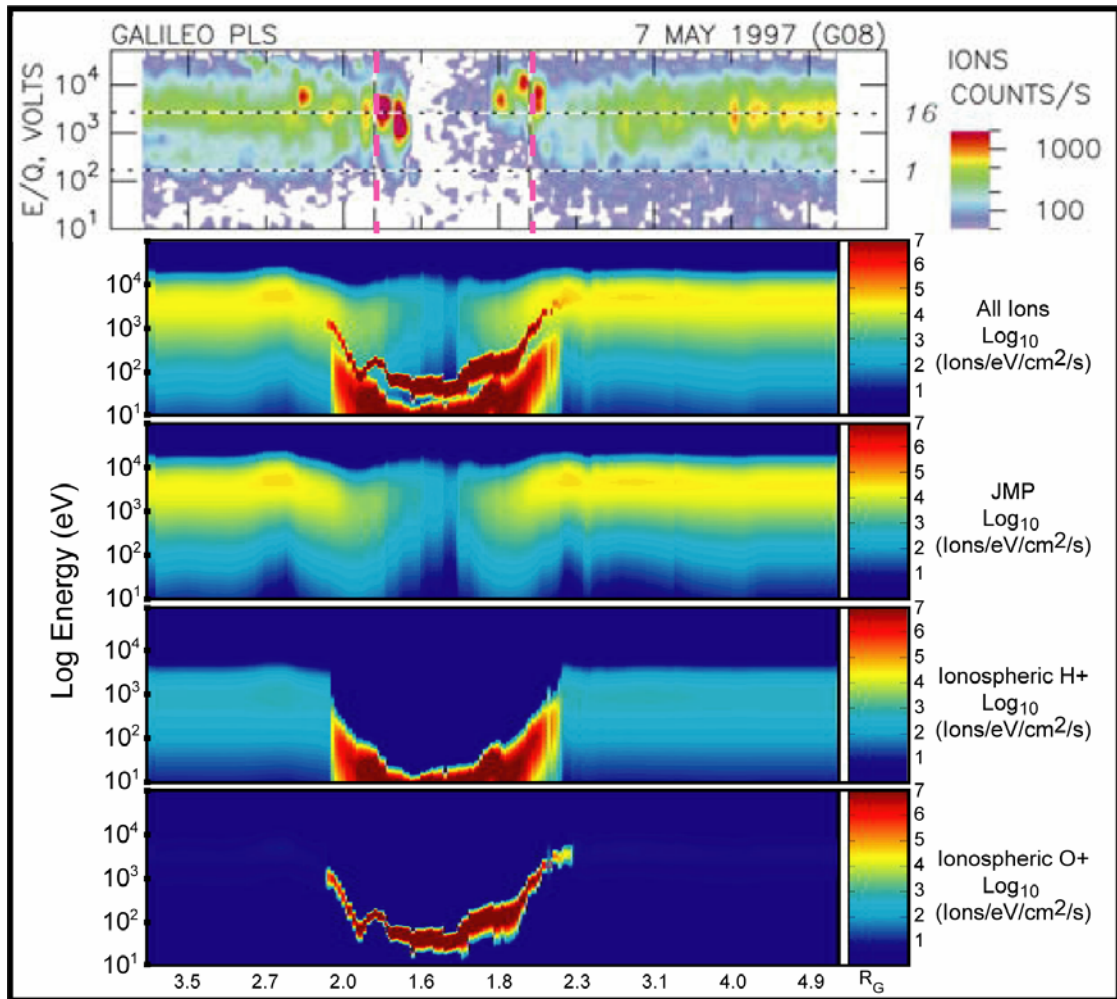 GALILEO PLS 7 MAY 1997 (G08)
E/Q, VOLTS
10⁴
10³
10²
10¹
16
1
IONS
COUNTS/S
1000
100
Log Energy (eV)
10⁴
10³
10²
10¹
7
6
5
4
3
2
1
All Ions
Log₁₀
(Ions/eV/cm²/s)
10⁴
10³
10²
10¹
7
6
5
4
3
2
1
JMP
Log₁₀
(Ions/eV/cm²/s)
10⁴
10³
10²
10¹
7
6
5
4
3
2
1
Ionospheric H+
Log₁₀
(Ions/eV/cm²/s)
10⁴
10³
10²
10¹
7
6
5
4
3
2
1
Ionospheric O+
Log₁₀
(Ions/eV/cm²/s)
3.5 2.7 2.0 1.6 1.8 2.3 3.1 4.0 4.9 R_G